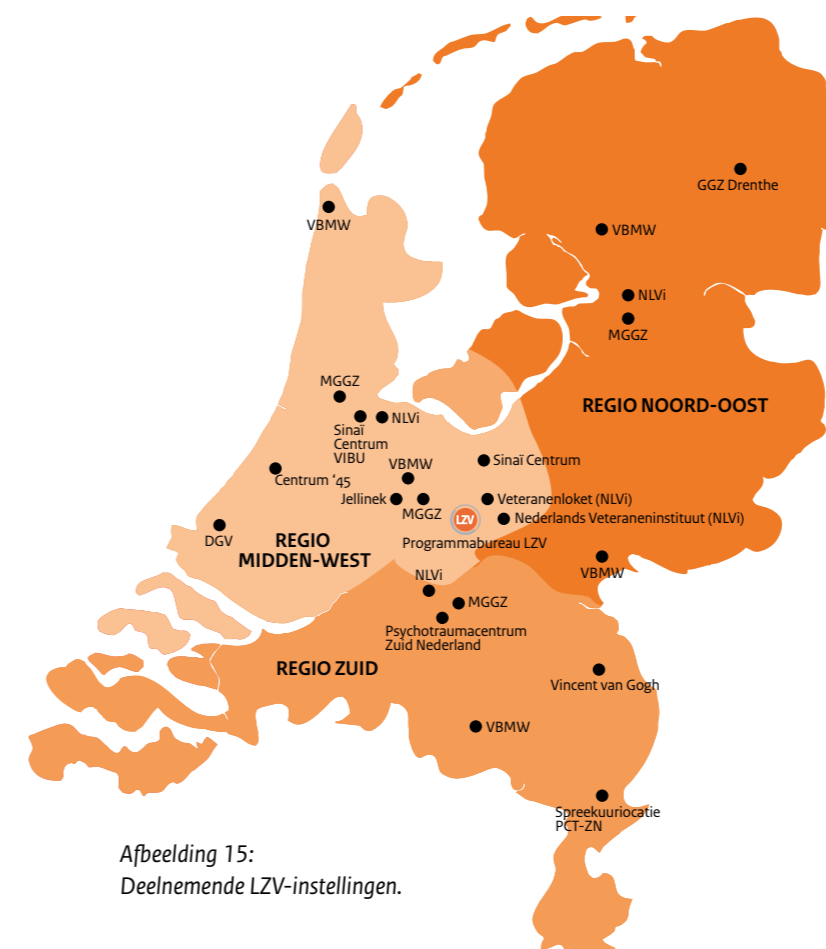 GGZ Drenthe
VBMW
VBMW
NLVi
MGGZ
MGGZ
REGIO NOORD-OOST
NLVi
Sinaï
Centrum
VIBU
VBMW
Sinaï Centrum
Centrum ‘45
Jellinek
MGGZ
Veteranenloket (NLVi)
LZV
Nederlands Veteraneninstituut (NLVi)
DGV
REGIO
MIDDEN-WEST
Programmabureau LZV
VBMW
NLVi
MGGZ
Psychotraumacentrum
Zuid Nederland
REGIO ZUID
Vincent van Gogh
VBMW
Spreekuurlocatie
PCT-ZN
Afbeelding 15:
Deelnemende LZV-instellingen.